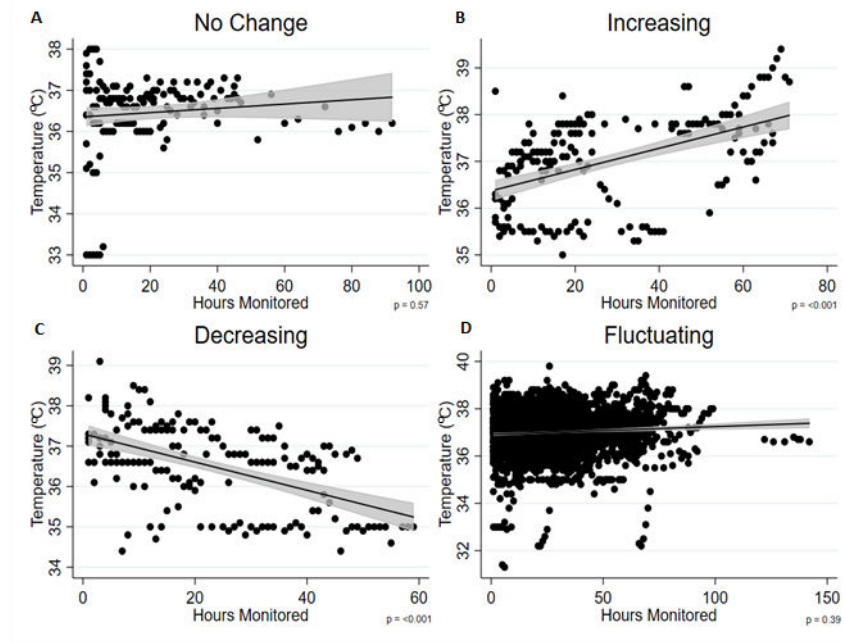 A
No Change
Temperature (ºC)
38
37
36
35
34
33
0 20 40 60 80 100
Hours Monitored
p = 0.57
B
Increasing
Temperature (ºC)
39
38
37
36
35
0 20 40 60 80
Hours Monitored
p = <0.001
C
Decreasing
Temperature (ºC)
39
38
37
36
35
34
0 20 40 60
Hours Monitored
p = <0.001
D
Fluctuating
Temperature (ºC)
40
38
36
34
32
0 50 100 150
Hours Monitored
p = 0.39